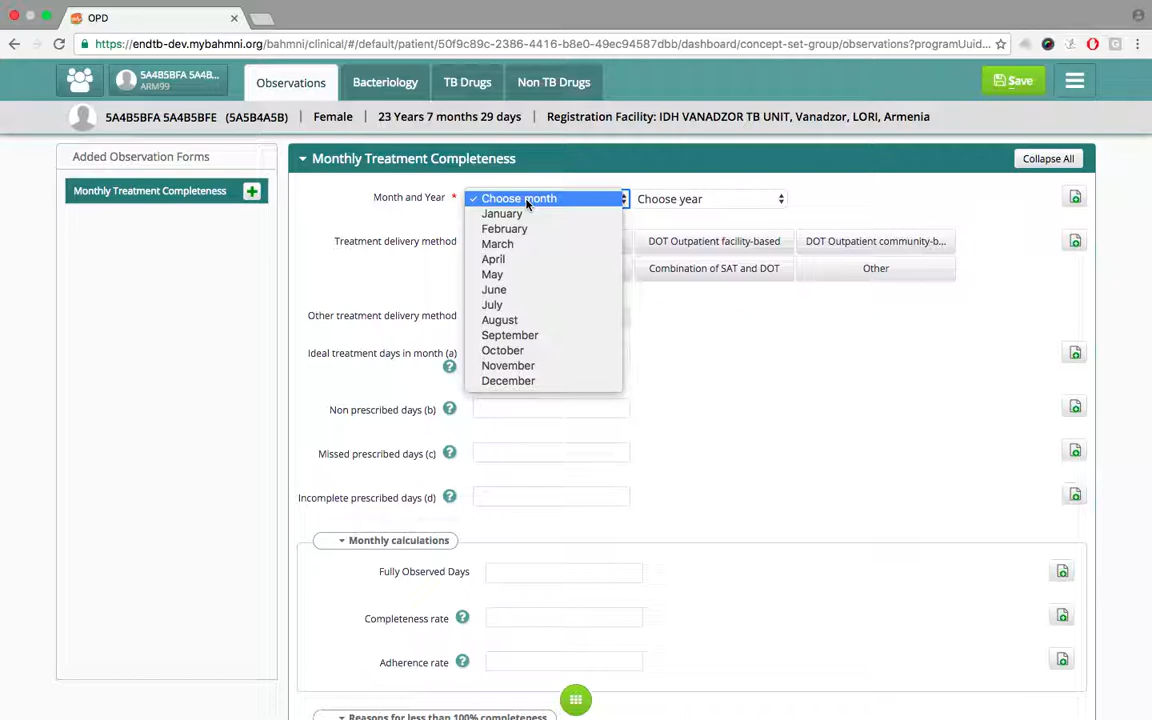 OPD
https://endtb-dev.mybahmni.org/bahmni/clinical/#/default/patient/50f9c89c-2386-4416-b8e0-49ec94587dbb/dashboard/concept-set-group/observations?programUuid...
5A4B5BFA 5A4B...
ARM99
Observations
Bacteriology
TB Drugs
Non TB Drugs
Save
5A4B5BFA 5A4B5BFE (5A5B4A5B) | Female | 23 Years 7 months 29 days | Registration Facility: IDH VANADZOR TB UNIT, Vanadzor, LORI, Armenia
Added Observation Forms
Monthly Treatment Completeness
Monthly Treatment Completeness
Collapse All
Month and Year *
✓ Choose month
January
February
March
April
May
June
July
August
September
October
November
December
Choose year
Treatment delivery method
DOT Outpatient facility-based
DOT Outpatient community-b...
Combination of SAT and DOT
Other
Other treatment delivery method
Ideal treatment days in month (a)
?
Non prescribed days (b) ?
Missed prescribed days (c) ?
Incomplete prescribed days (d) ?
Monthly calculations
Fully Observed Days
Completeness rate ?
Adherence rate ?
Reasons for less than 100% completeness